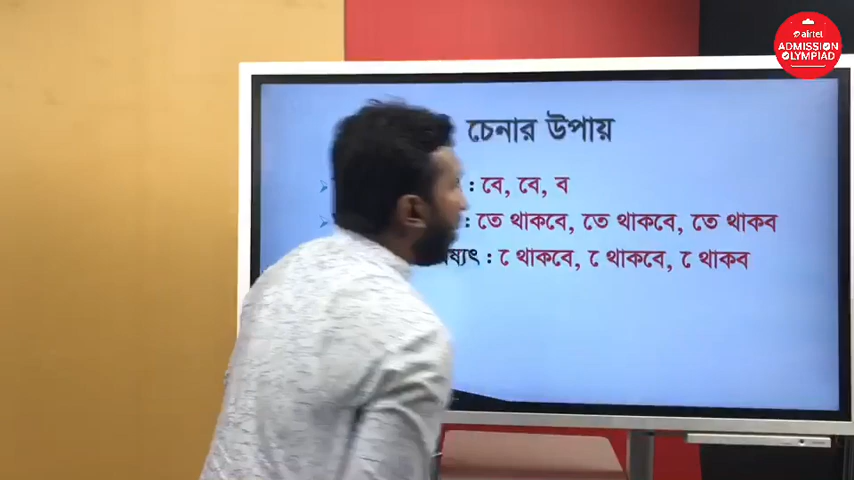 airtel
ADMISSION
OLYMPIAD
চেনার উপায়
: বে, বে, ব
: তে থাকবে, তে থাকবে, তে থাকব
ষ্যৎ : ে থাকবে, ে থাকবে, ে থাকব